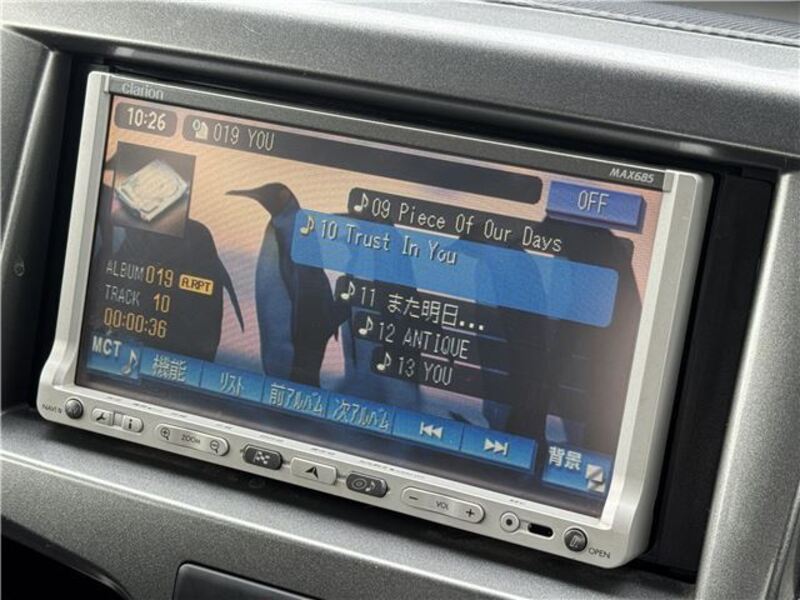 clarion
MAX685
10:26
019 YOU
OFF
09 Piece Of Our Days
10 Trust In You
11 また明日...
12 ANTIQUE
13 YOU
ALBUM 019 A.RPT
TRACK 10
00:00:36
MCT 機能 リスト 前アルバム 次アルバム 背景
NAVI ZOOM VOL OPEN